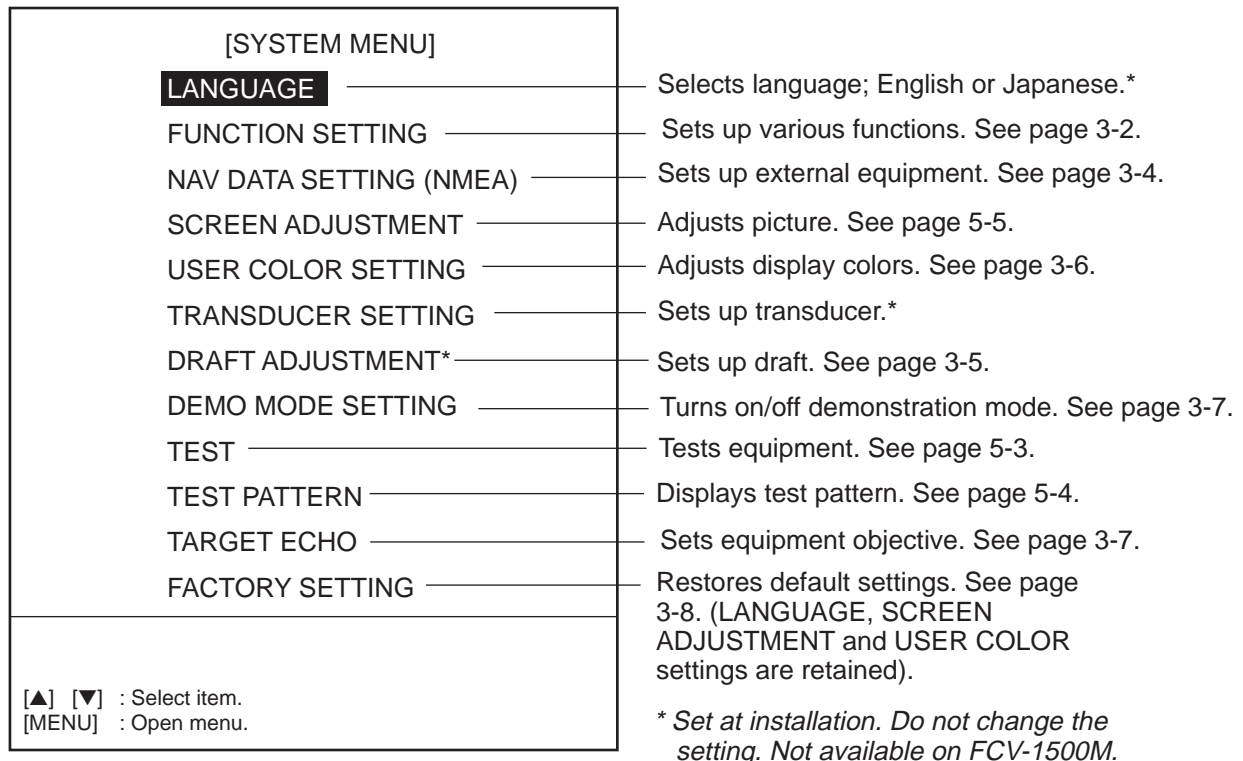 [SYSTEM MENU]
LANGUAGE
Selects language; English or Japanese.*
FUNCTION SETTING
Sets up various functions. See page 3-2.
NAV DATA SETTING (NMEA)
Sets up external equipment. See page 3-4.
SCREEN ADJUSTMENT
Adjusts picture. See page 5-5.
USER COLOR SETTING
Adjusts display colors. See page 3-6.
TRANSDUCER SETTING
Sets up transducer.*
DRAFT ADJUSTMENT*
Sets up draft. See page 3-5.
DEMO MODE SETTING
Turns on/off demonstration mode. See page 3-7.
TEST
Tests equipment. See page 5-3.
TEST PATTERN
Displays test pattern. See page 5-4.
TARGET ECHO
Sets equipment objective. See page 3-7.
FACTORY SETTING
Restores default settings. See page
3-8. (LANGUAGE, SCREEN
ADJUSTMENT and USER COLOR
settings are retained).
[▲] [▼] : Select item.
[MENU] : Open menu.
* Set at installation. Do not change the
setting. Not available on FCV-1500M.